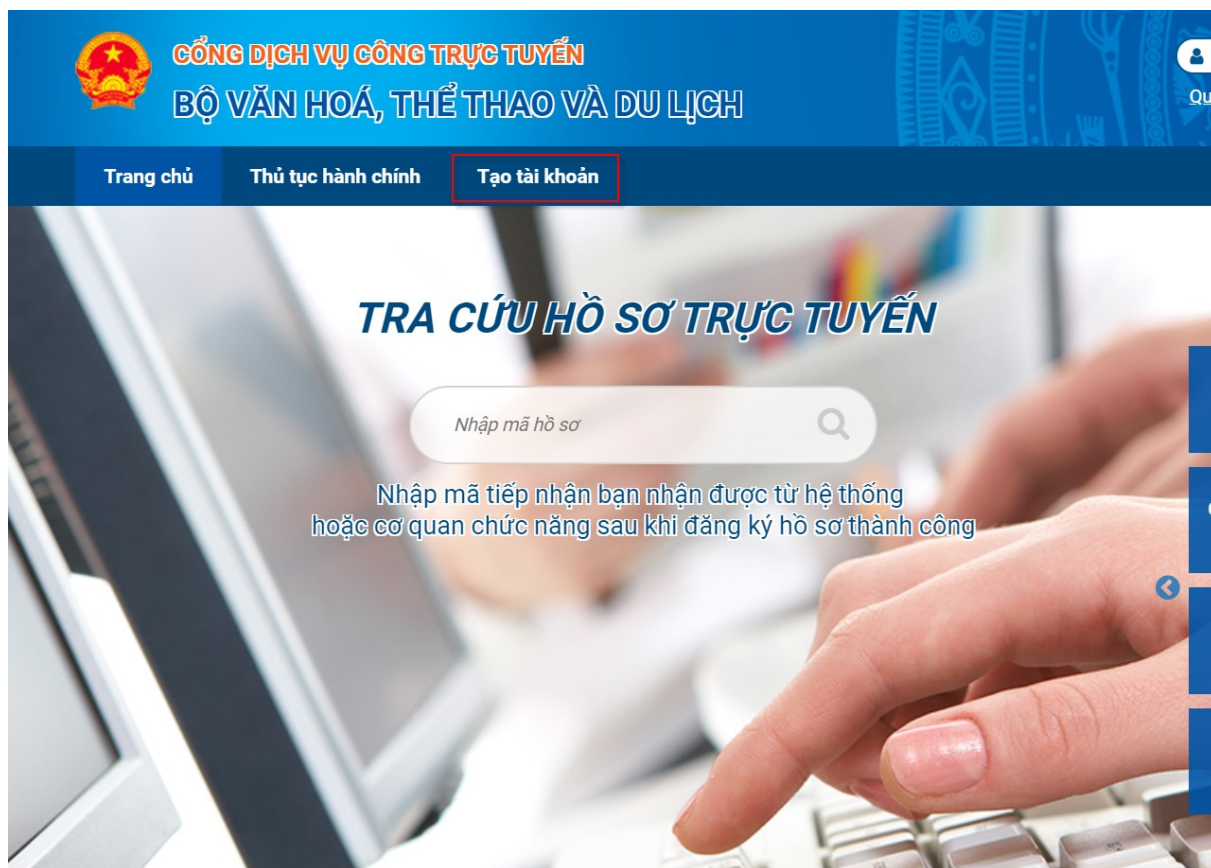 CỔNG DỊCH VỤ CÔNG TRỰC TUYẾN
BỘ VĂN HOÁ, THỂ THAO VÀ DU LỊCH
Qu
Trang chủ Thủ tục hành chính Tạo tài khoản
TRA CỨU HỒ SƠ TRỰC TUYẾN
Nhập mã hồ sơ
Nhập mã tiếp nhận bạn nhận được từ hệ thống
hoặc cơ quan chức năng sau khi đăng ký hồ sơ thành công